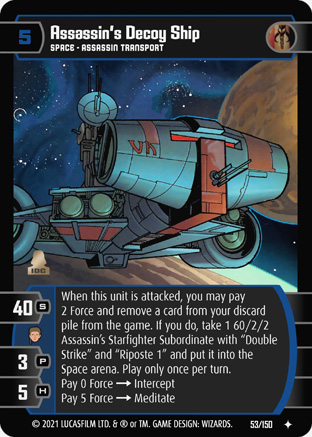 5 Assassin's Decoy Ship
SPACE - ASSASSIN TRANSPORT
VK
IDC
40 S
3 P
5 H
When this unit is attacked, you may pay
2 Force and remove a card from your discard
pile from the game. If you do, take 1 60/2/2
Assassin's Starfighter Subordinate with "Double
Strike" and "Riposte 1" and put it into the
Space arena. Play only once per turn.
Pay 0 Force → Intercept
Pay 5 Force → Meditate
© 2021 LUCASFILM LTD. & ® or TM. GAME DESIGN: WIZARDS. 53/150